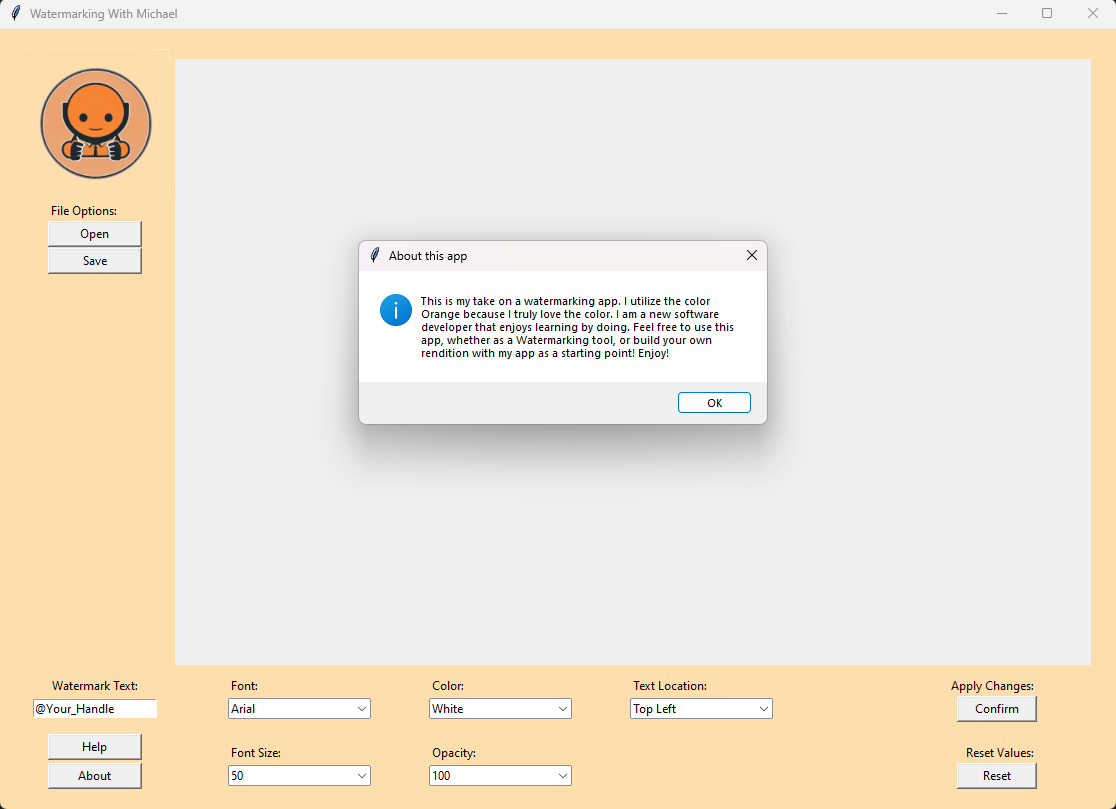 Watermarking With Michael
File Options:
Open
Save
About this app
This is my take on a watermarking app. I utilize the color
Orange because I truly love the color. I am a new software
developer that enjoys learning by doing. Feel free to use this
app, whether as a Watermarking tool, or build your own
rendition with my app as a starting point! Enjoy!
OK
Watermark Text:
@Your_Handle
Help
About
Font:
Arial
Font Size:
50
Color:
White
Opacity:
100
Text Location:
Top Left
Apply Changes:
Confirm
Reset Values:
Reset